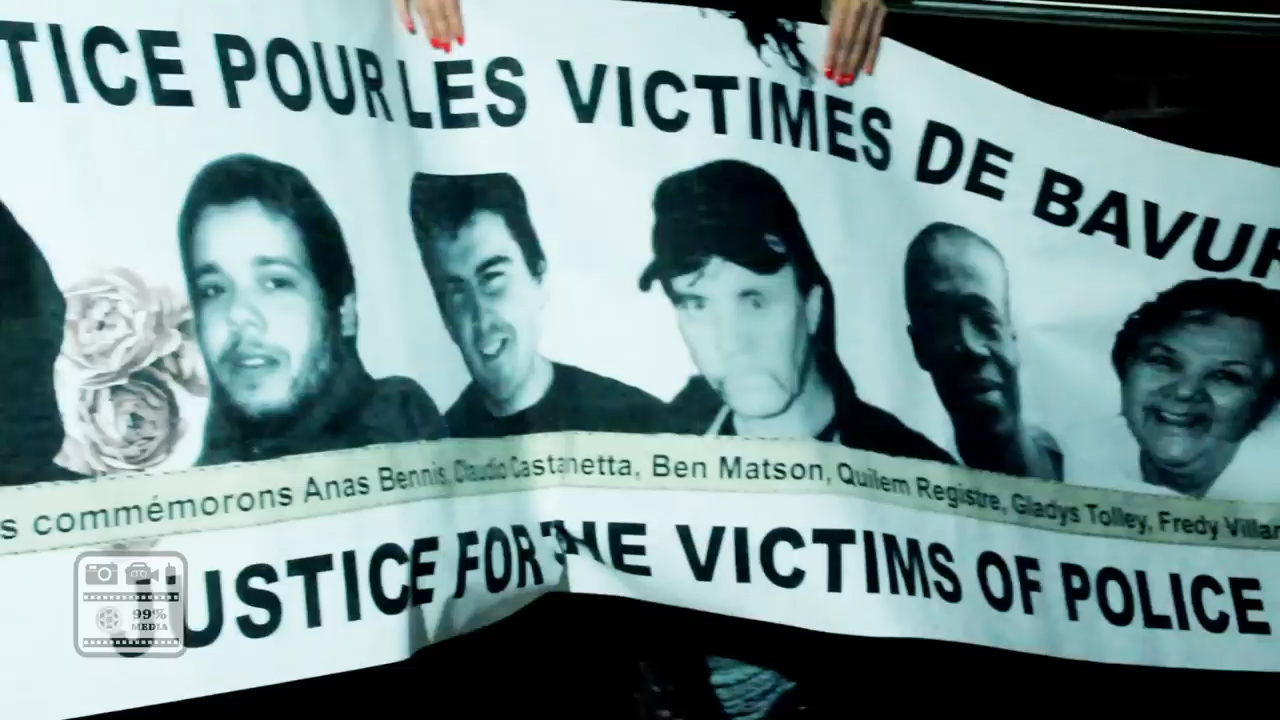 TICE POUR LES VICTIMES DE BAVUR
s commémorons Anas Bennis, Claudio Castanetta, Ben Matson, Quilem Registre, Gladys Tolley, Fredy Villan
JUSTICE FOR THE VICTIMS OF POLICE
99%
MEDIA